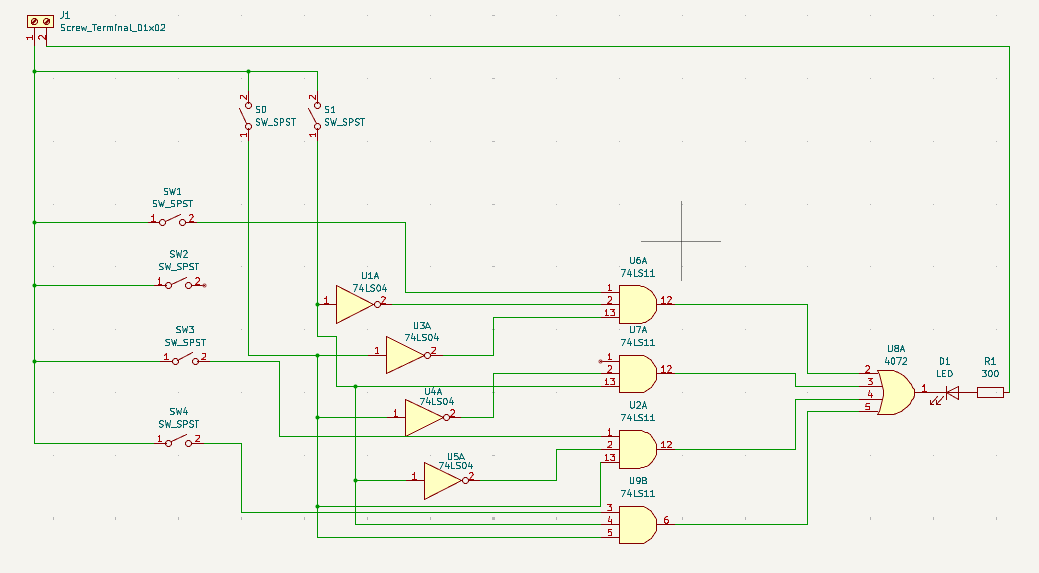 J1
Screw_Terminal_01x02
1
2
2
S0
SW_SPST
1
2
S1
SW_SPST
1
SW1
SW_SPST
1
2
SW2
SW_SPST
1
2
SW3
SW_SPST
1
2
SW4
SW_SPST
1
2
U1A
74LS04
1
2
U3A
74LS04
1
2
U4A
74LS04
1
2
U5A
74LS04
1
2
U6A
74LS11
1
2
13
12
U7A
74LS11
1
2
13
12
U2A
74LS11
1
2
13
12
U9B
74LS11
3
4
5
6
U8A
4072
2
3
4
5
1
D1
LED
R1
300